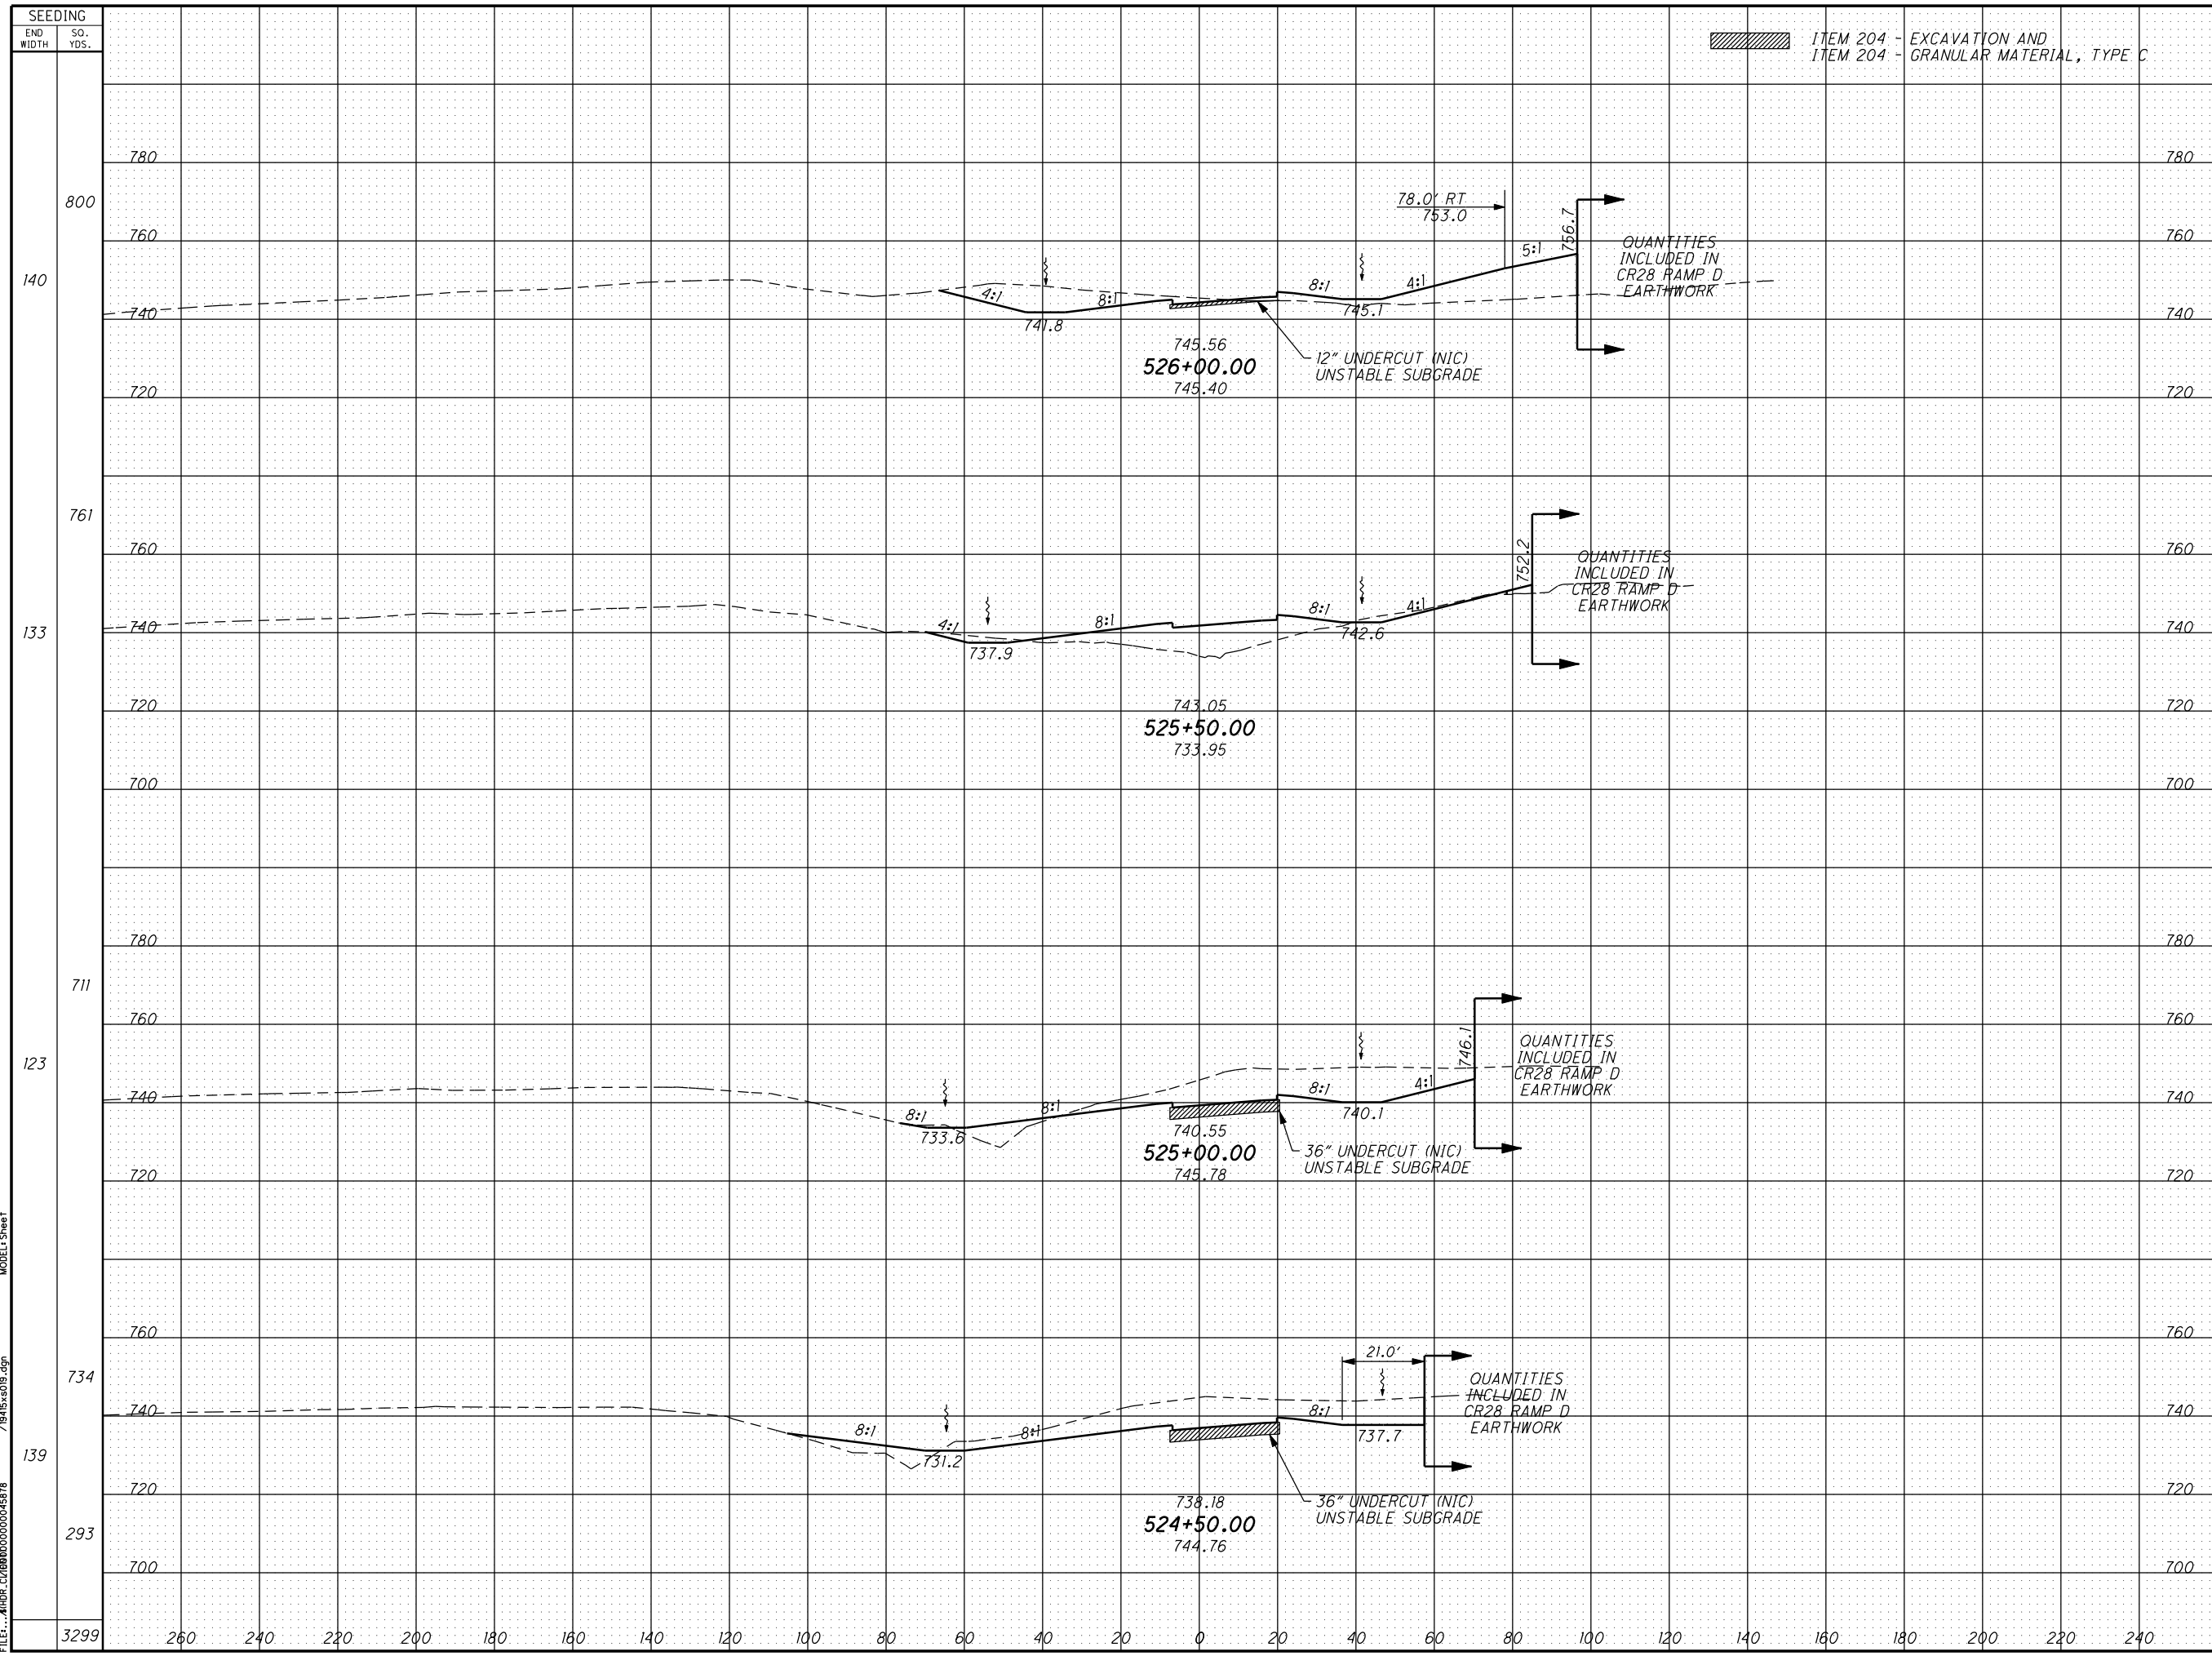 SEEDING
END WIDTH
SQ. YDS.
ITEM 204 - EXCAVATION AND
ITEM 204 - GRANULAR MATERIAL, TYPE C
780 780
800
78.0' RT
753.0
756.7
760 760
5:1
QUANTITIES
INCLUDED IN
CR28 RAMP D
EARTHWORK
140
4:1 8:1 8:1 4:1
740 740
741.8 745.1
745.56
526+00.00
745.40
12" UNDERCUT (NIC)
UNSTABLE SUBGRADE
720 720
761
760 760
752.2
QUANTITIES
INCLUDED IN
CR28 RAMP D
EARTHWORK
133
4:1 8:1 8:1 4:1
740 740
737.9 742.6
720 720
743.05
525+50.00
733.95
700 700
780 780
711
760 760
746.1
QUANTITIES
INCLUDED IN
CR28 RAMP D
EARTHWORK
123
8:1 8:1 8:1 4:1
740 740
733.6 740.1
740.55
525+00.00
745.78
36" UNDERCUT (NIC)
UNSTABLE SUBGRADE
720 720
760 760
21.0'
734
QUANTITIES
INCLUDED IN
CR28 RAMP D
EARTHWORK
740 740
8:1 8:1 8:1
731.2 737.7
139
720 720
738.18
524+50.00
744.76
36" UNDERCUT (NIC)
UNSTABLE SUBGRADE
293
700 700
3299
260 240 220 200 180 160 140 120 100 80 60 40 20 0 20 40 60 80 100 120 140 160 180 200 220 240
MODEL: Sheet